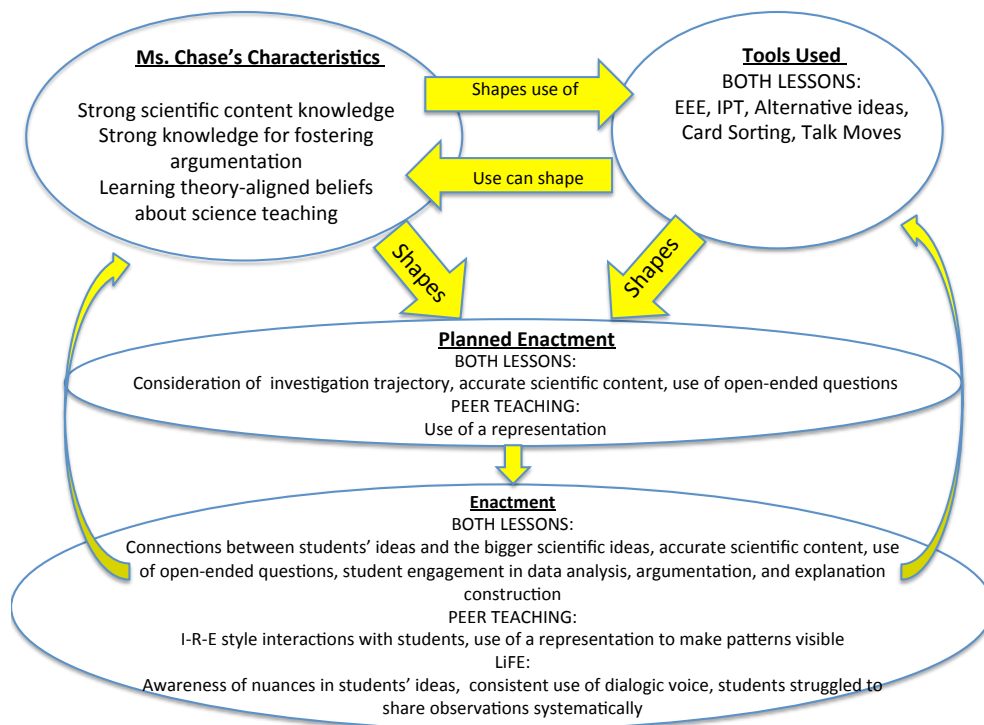 Ms. Chase's Characteristics
Strong scientific content knowledge
Strong knowledge for fostering
argumentation
Learning theory-aligned beliefs
about science teaching
Shapes use of
Use can shape
Tools Used
BOTH LESSONS:
EEE, IPT, Alternative ideas,
Card Sorting, Talk Moves
Shapes
Shapes
Planned Enactment
BOTH LESSONS:
Consideration of investigation trajectory, accurate scientific content, use of open-ended questions
PEER TEACHING:
Use of a representation
Enactment
BOTH LESSONS:
Connections between students' ideas and the bigger scientific ideas, accurate scientific content, use
of open-ended questions, student engagement in data analysis, argumentation, and explanation
construction
PEER TEACHING:
I-R-E style interactions with students, use of a representation to make patterns visible
LiFE:
Awareness of nuances in students' ideas, consistent use of dialogic voice, students struggled to
share observations systematically